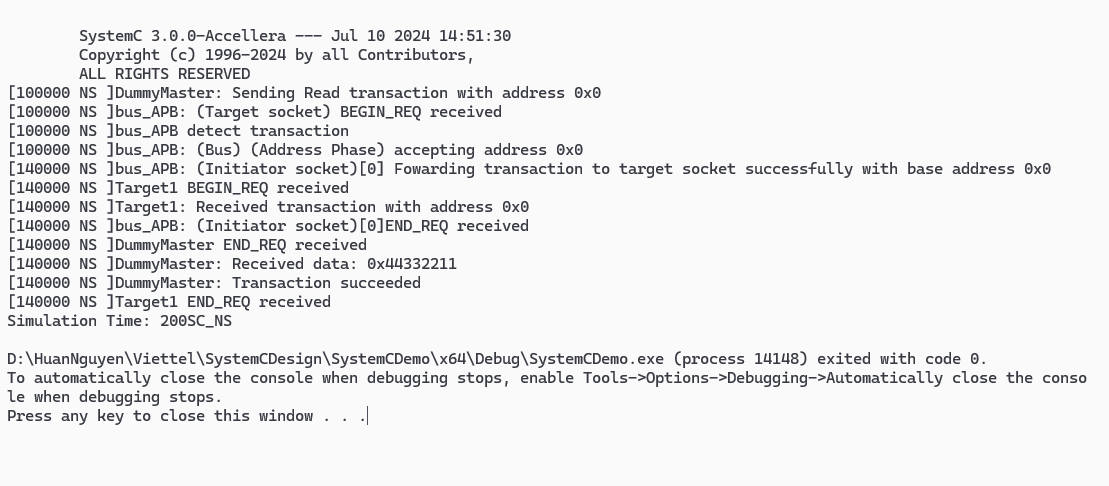 SystemC 3.0.0-Accellera --- Jul 10 2024 14:51:30
Copyright (c) 1996-2024 by all Contributors,
ALL RIGHTS RESERVED
[100000 NS ]DummyMaster: Sending Read transaction with address 0x0
[100000 NS ]bus_APB: (Target socket) BEGIN_REQ received
[100000 NS ]bus_APB detect transaction
[100000 NS ]bus_APB: (Bus) (Address Phase) accepting address 0x0
[140000 NS ]bus_APB: (Initiator socket)[0] Fowarding transaction to target socket successfully with base address 0x0
[140000 NS ]Target1 BEGIN_REQ received
[140000 NS ]Target1: Received transaction with address 0x0
[140000 NS ]bus_APB: (Initiator socket)[0]END_REQ received
[140000 NS ]DummyMaster END_REQ received
[140000 NS ]DummyMaster: Received data: 0x44332211
[140000 NS ]DummyMaster: Transaction succeeded
[140000 NS ]Target1 END_REQ received
Simulation Time: 200SC_NS
D:\HuanNguyen\Viettel\SystemCDesign\SystemCDemo\x64\Debug\SystemCDemo.exe (process 14148) exited with code 0.
To automatically close the console when debugging stops, enable Tools->Options->Debugging->Automatically close the conso
le when debugging stops.
Press any key to close this window . . .